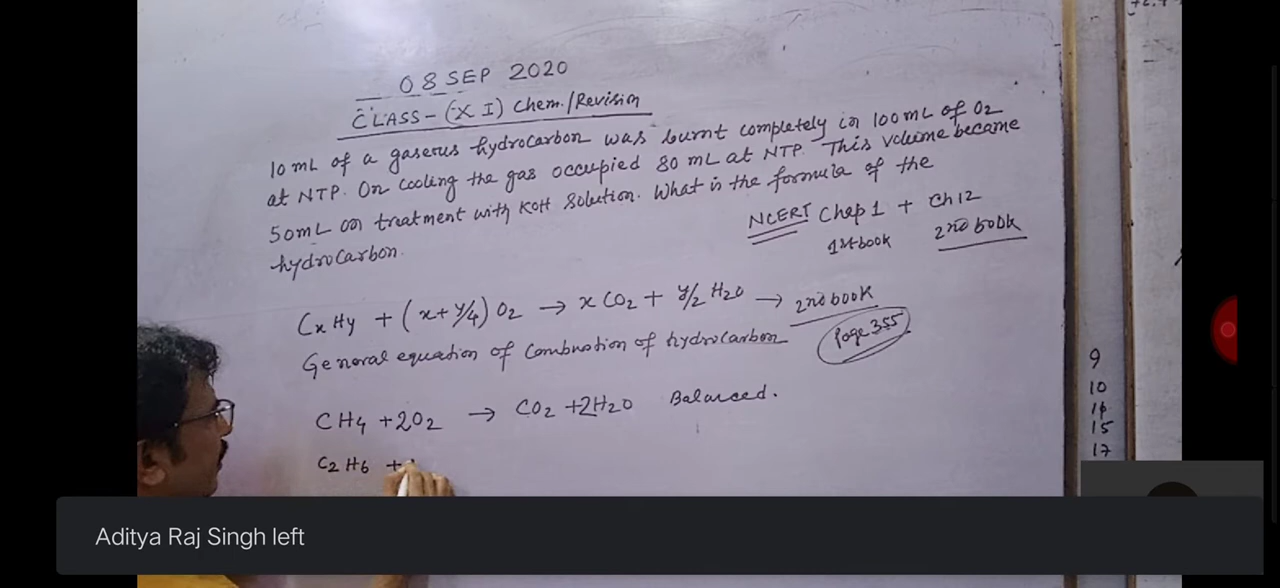 08 SEP 2020
CLASS - (XI) Chem./Revision
10 mL of a gaseous hydrocarbon was burnt completely in 100 mL of O2
at NTP. On cooling the gas occupied 80 mL at NTP. This volume became
50mL on treatment with KOH solution. What is the formula of the
hydrocarbon.
NCERT Chap 1 + Ch 12
1st book 2nd book
CxHy + (x+y/4) O2 → x CO2 + y/2 H2O → 2nd book
General equation of combustion of hydrocarbon
Page 355
CH4 + 2O2 → CO2 + 2H2O Balanced.
C2H6 +
9
10
15
17
Aditya Raj Singh left